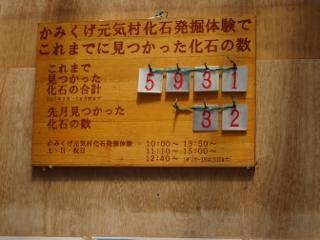 かみくげ元気村化石発掘体験で
これまでに見つかった化石の数
これまで
見つかった
化石の合計
5931
先月見つかった
化石の数
32
かみくげ元気村化石発掘体験
土・日・祝日
10:00〜 13:50〜
11:10〜 15:00〜
12:40〜